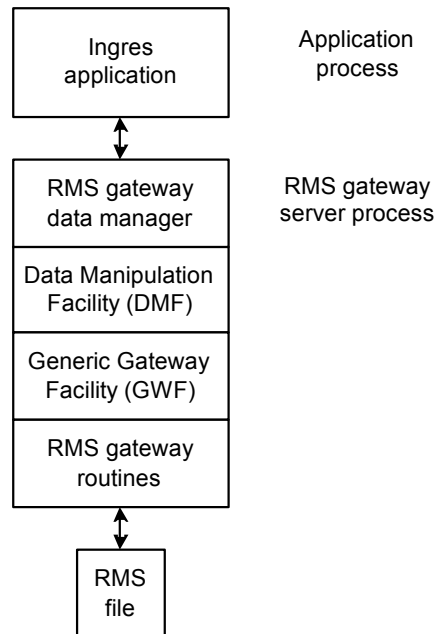 Ingres
application
Application
process
RMS gateway
data manager
RMS gateway
server process
Data Manipulation
Facility (DMF)
Generic Gateway
Facility (GWF)
RMS gateway
routines
RMS
file